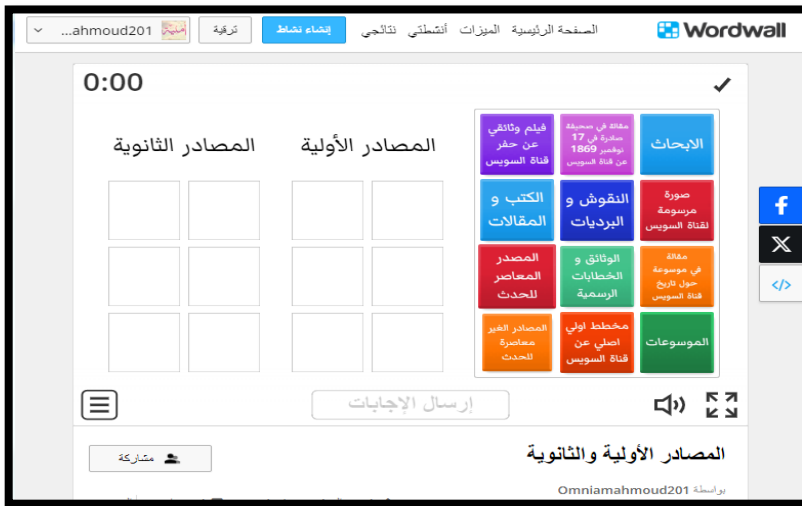 Wordwall
الصفحة الرئيسية الميزات أنشطتي نتائجي
إنشاء نشاط
ترقية
ahmoud201...
0:00
المصادر الأولية
المصادر الثانوية
الابحاث
مقالة في صحيفة
صادرة في 17
نوفمبر 1869
عن قناة السويس
فيلم وثائقي
عن حفر
قناة السويس
صورة
مرسومة
لقناة السويس
النقوش و
البرديات
الكتب و
المقالات
مقالة
في موسوعة
حول تاريخ
قناة السويس
الوثائق و
الخطابات
الرسمية
المصدر
المعاصر
للحدث
الموسوعات
مخطط اولي
اصلي عن
قناة السويس
المصادر الغير
معاصرة
للحدث
إرسال الإجابات
المصادر الأولية والثانوية
مشاركة
بواسطة Omniamahmoud201